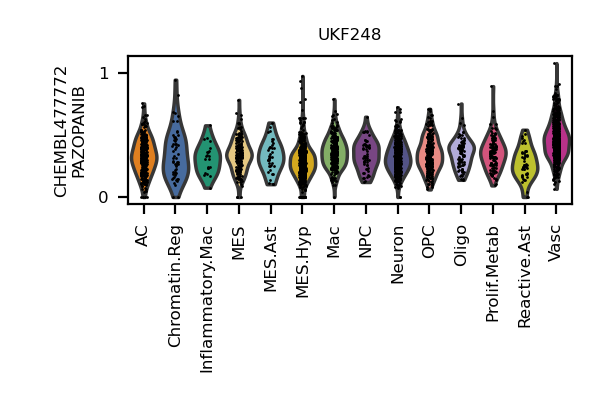 UKF248
CHEMBL477772
PAZOPANIB
1
0
AC
Chromatin.Reg
Inflammatory.Mac
MES
MES.Ast
MES.Hyp
Mac
NPC
Neuron
OPC
Oligo
Prolif.Metab
Reactive.Ast
Vasc